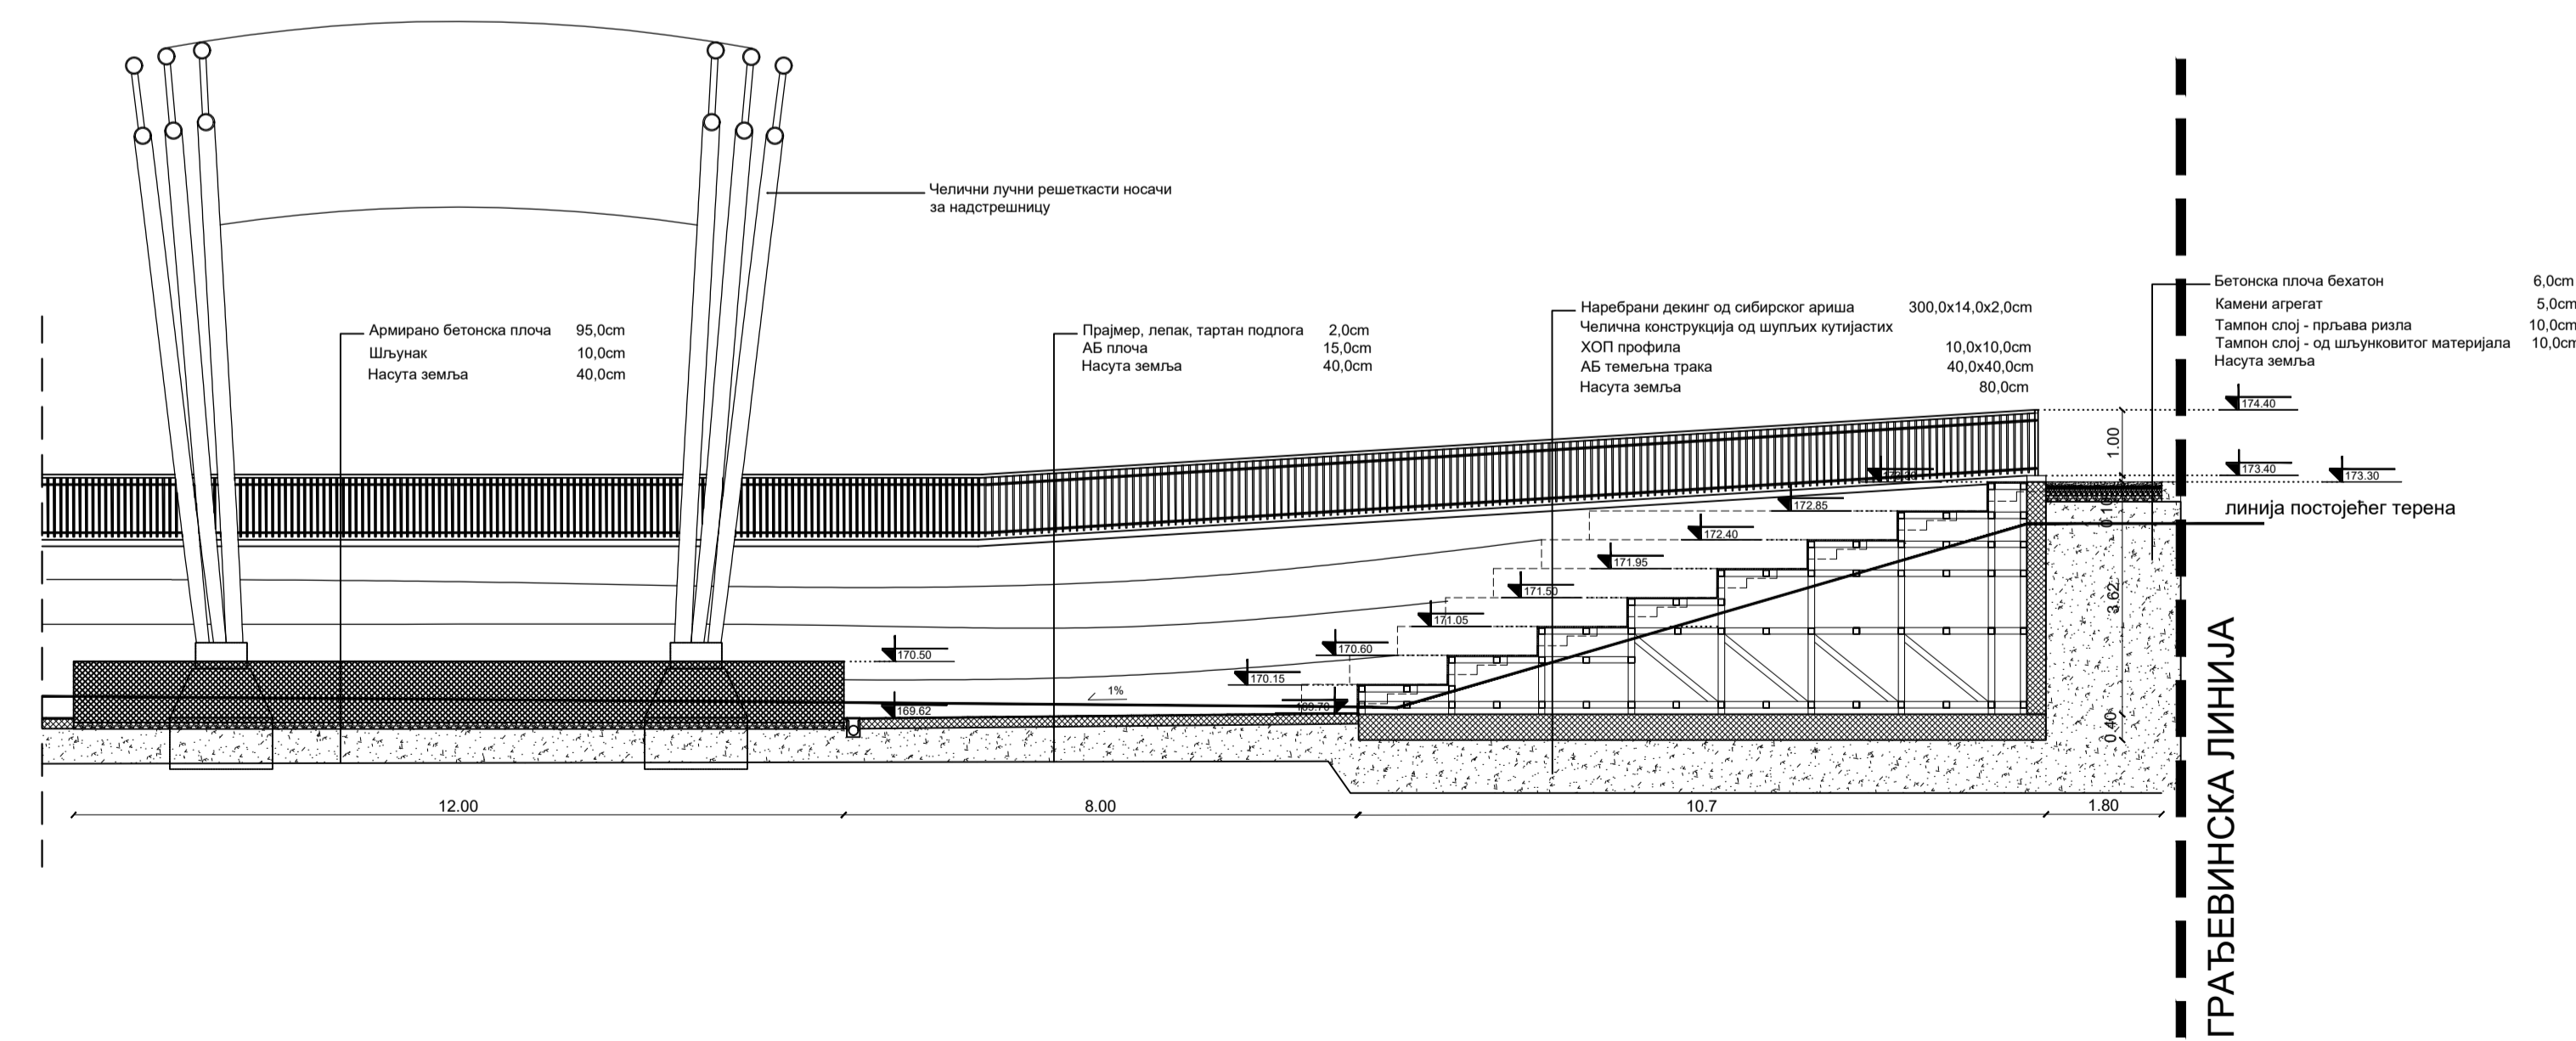 Челични лучни решеткасти носачи
за надстрешницу
Армирано бетонска плоча 95,0cm
Шљунак 10,0cm
Насута земља 40,0cm
Прајмер, лепак, тартан подлога 2,0cm
АБ плоча 15,0cm
Насута земља 40,0cm
Наребрани декинг од сибирског ариша 300,0x14,0x2,0cm
Челична конструкција од шупљих кутијастих
ХОП профила 10,0x10,0cm
АБ темељна трака 40,0x40,0cm
Насута земља 80,0cm
Бетонска плоча бехатон 6,0cm
Камени агрегат 5,0cm
Тампон слој - прљава ризла 10,0cm
Тампон слој - од шљунковитог материјала 10,0cm
Насута земља
174.40
173.40
173.30
1.00
линија постојећег терена
172.85
172.40
171.95
171.50
171.05
170.60
170.15
169.70
170.50
169.62
1%
0.10
3.62
0.40
12.00
8.00
10.7
1.80
ГРАЂЕВИНСКА ЛИНИЈА